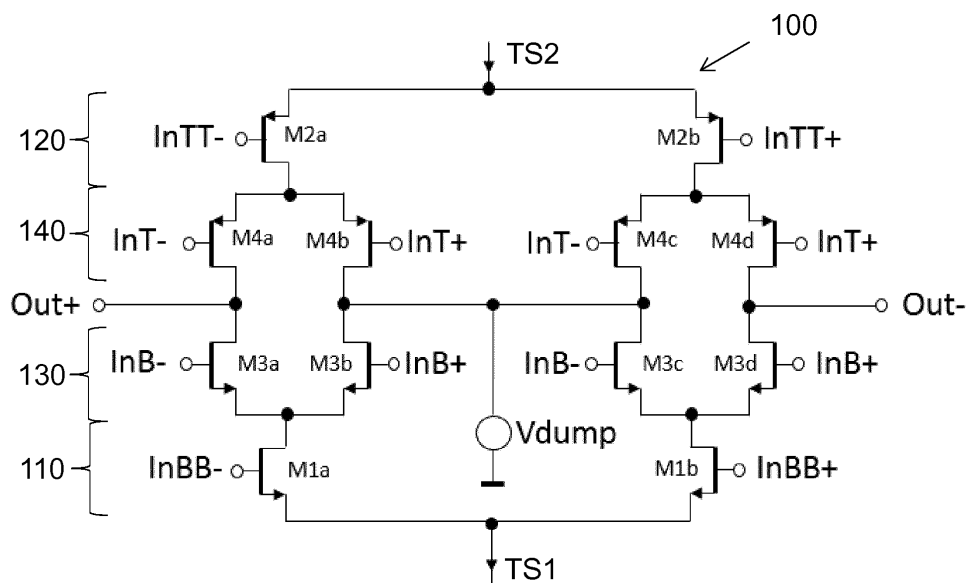 100
TS2
120
InTT-
M2a
M2b
InTT+
140
InT-
M4a
M4b
InT+
InT-
M4c
M4d
InT+
Out+
Out-
130
InB-
M3a
M3b
InB+
InB-
M3c
M3d
InB+
Vdump
110
InBB-
M1a
M1b
InBB+
TS1